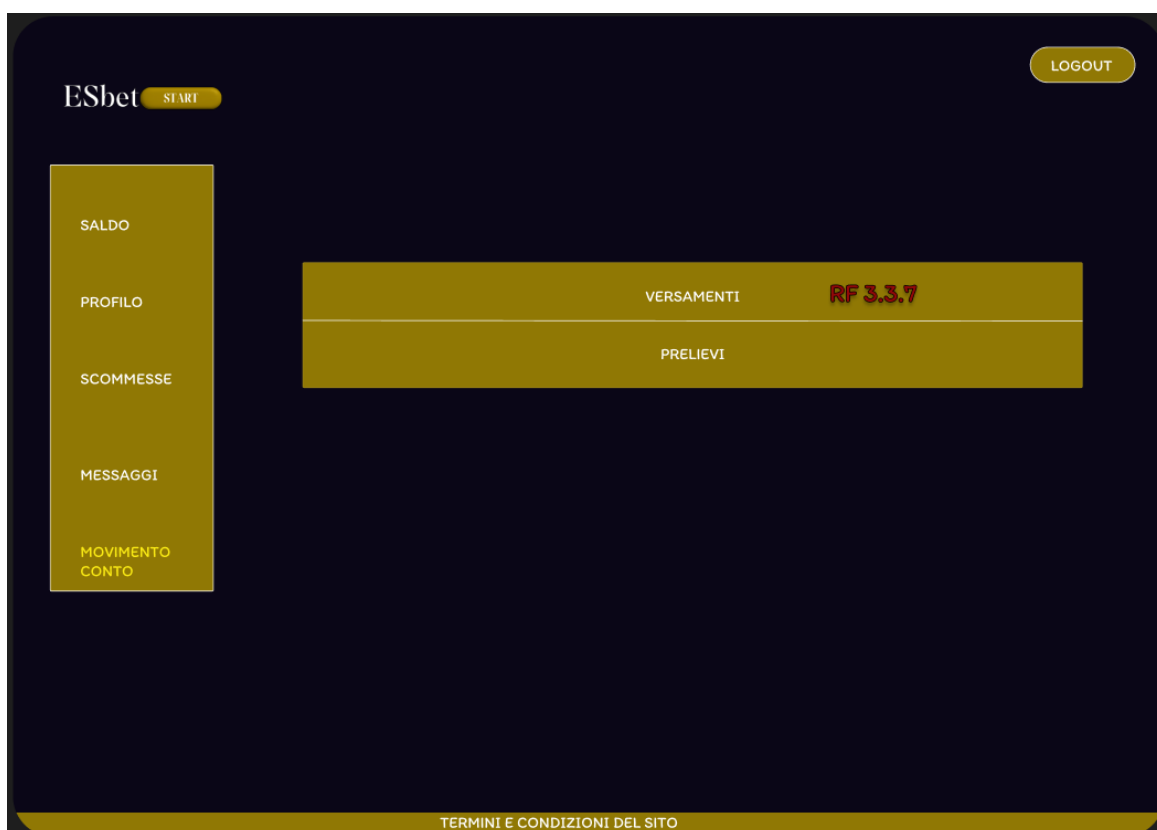 LOGOUT
ESbet START
SALDO
PROFILO
SCOMMESSE
MESSAGGI
MOVIMENTO
CONTO
VERSAMENTI RF 3.3.7
PRELIEVI
TERMINI E CONDIZIONI DEL SITO